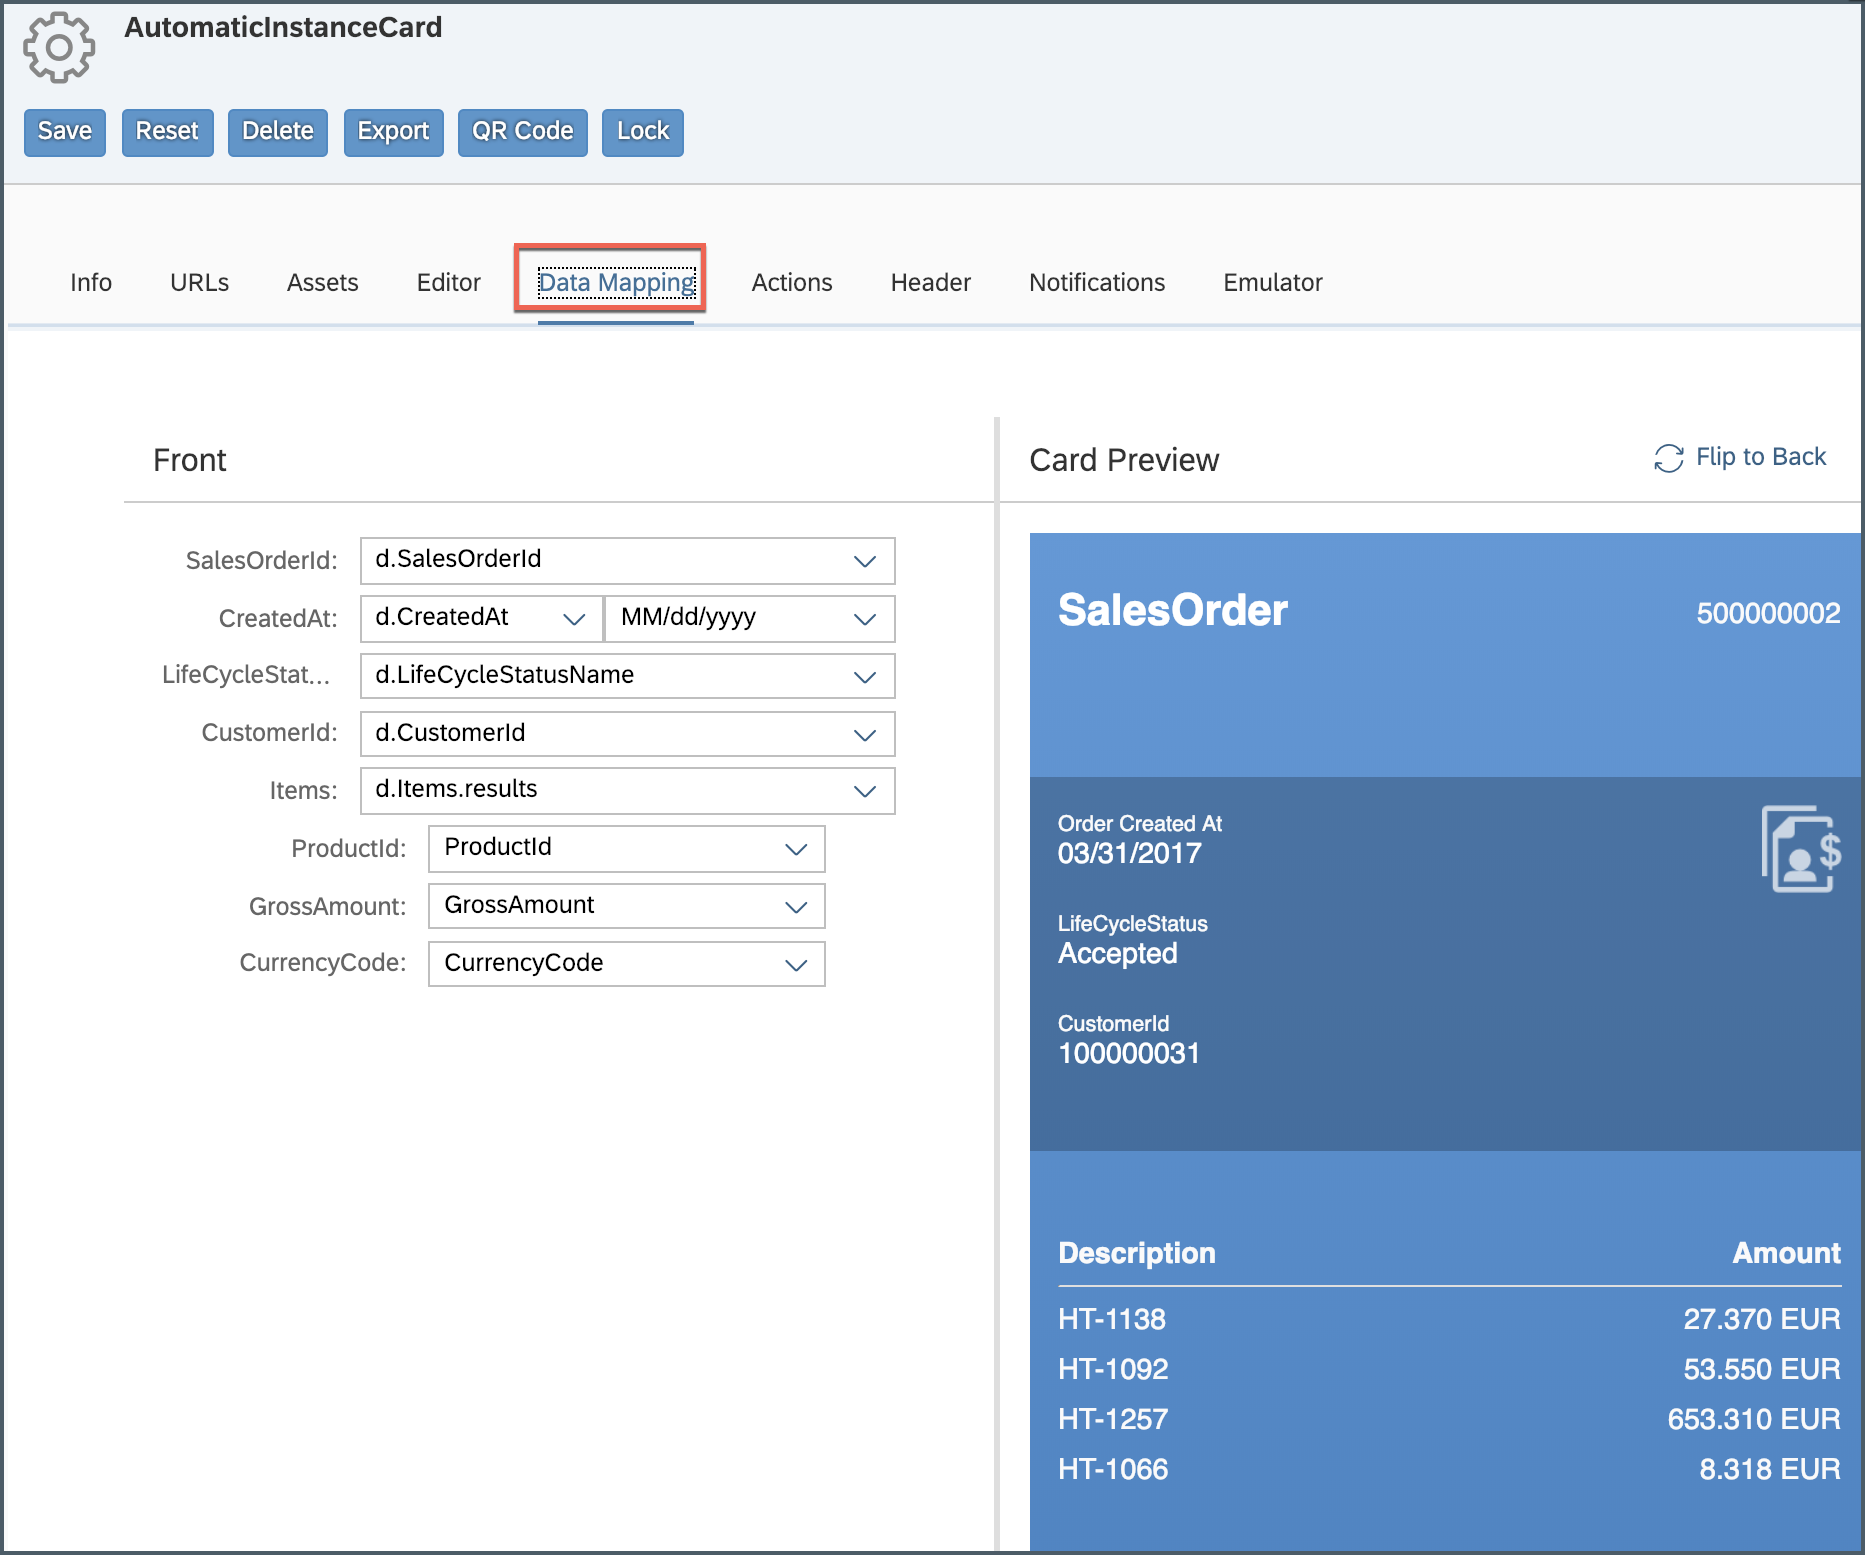 AutomaticInstanceCard
Save Reset Delete Export QR Code Lock
Info URLs Assets Editor Data Mapping Actions Header Notifications Emulator
Front
SalesOrderId: d.SalesOrderId
CreatedAt: d.CreatedAt MM/dd/yyyy
LifeCycleStat... d.LifeCycleStatusName
CustomerId: d.CustomerId
Items: d.Items.results
ProductId: ProductId
GrossAmount: GrossAmount
CurrencyCode: CurrencyCode
Card Preview Flip to Back
SalesOrder 500000002
Order Created At
03/31/2017
$
LifeCycleStatus
Accepted
CustomerId
100000031
Description Amount
HT-1138 27.370 EUR
HT-1092 53.550 EUR
HT-1257 653.310 EUR
HT-1066 8.318 EUR